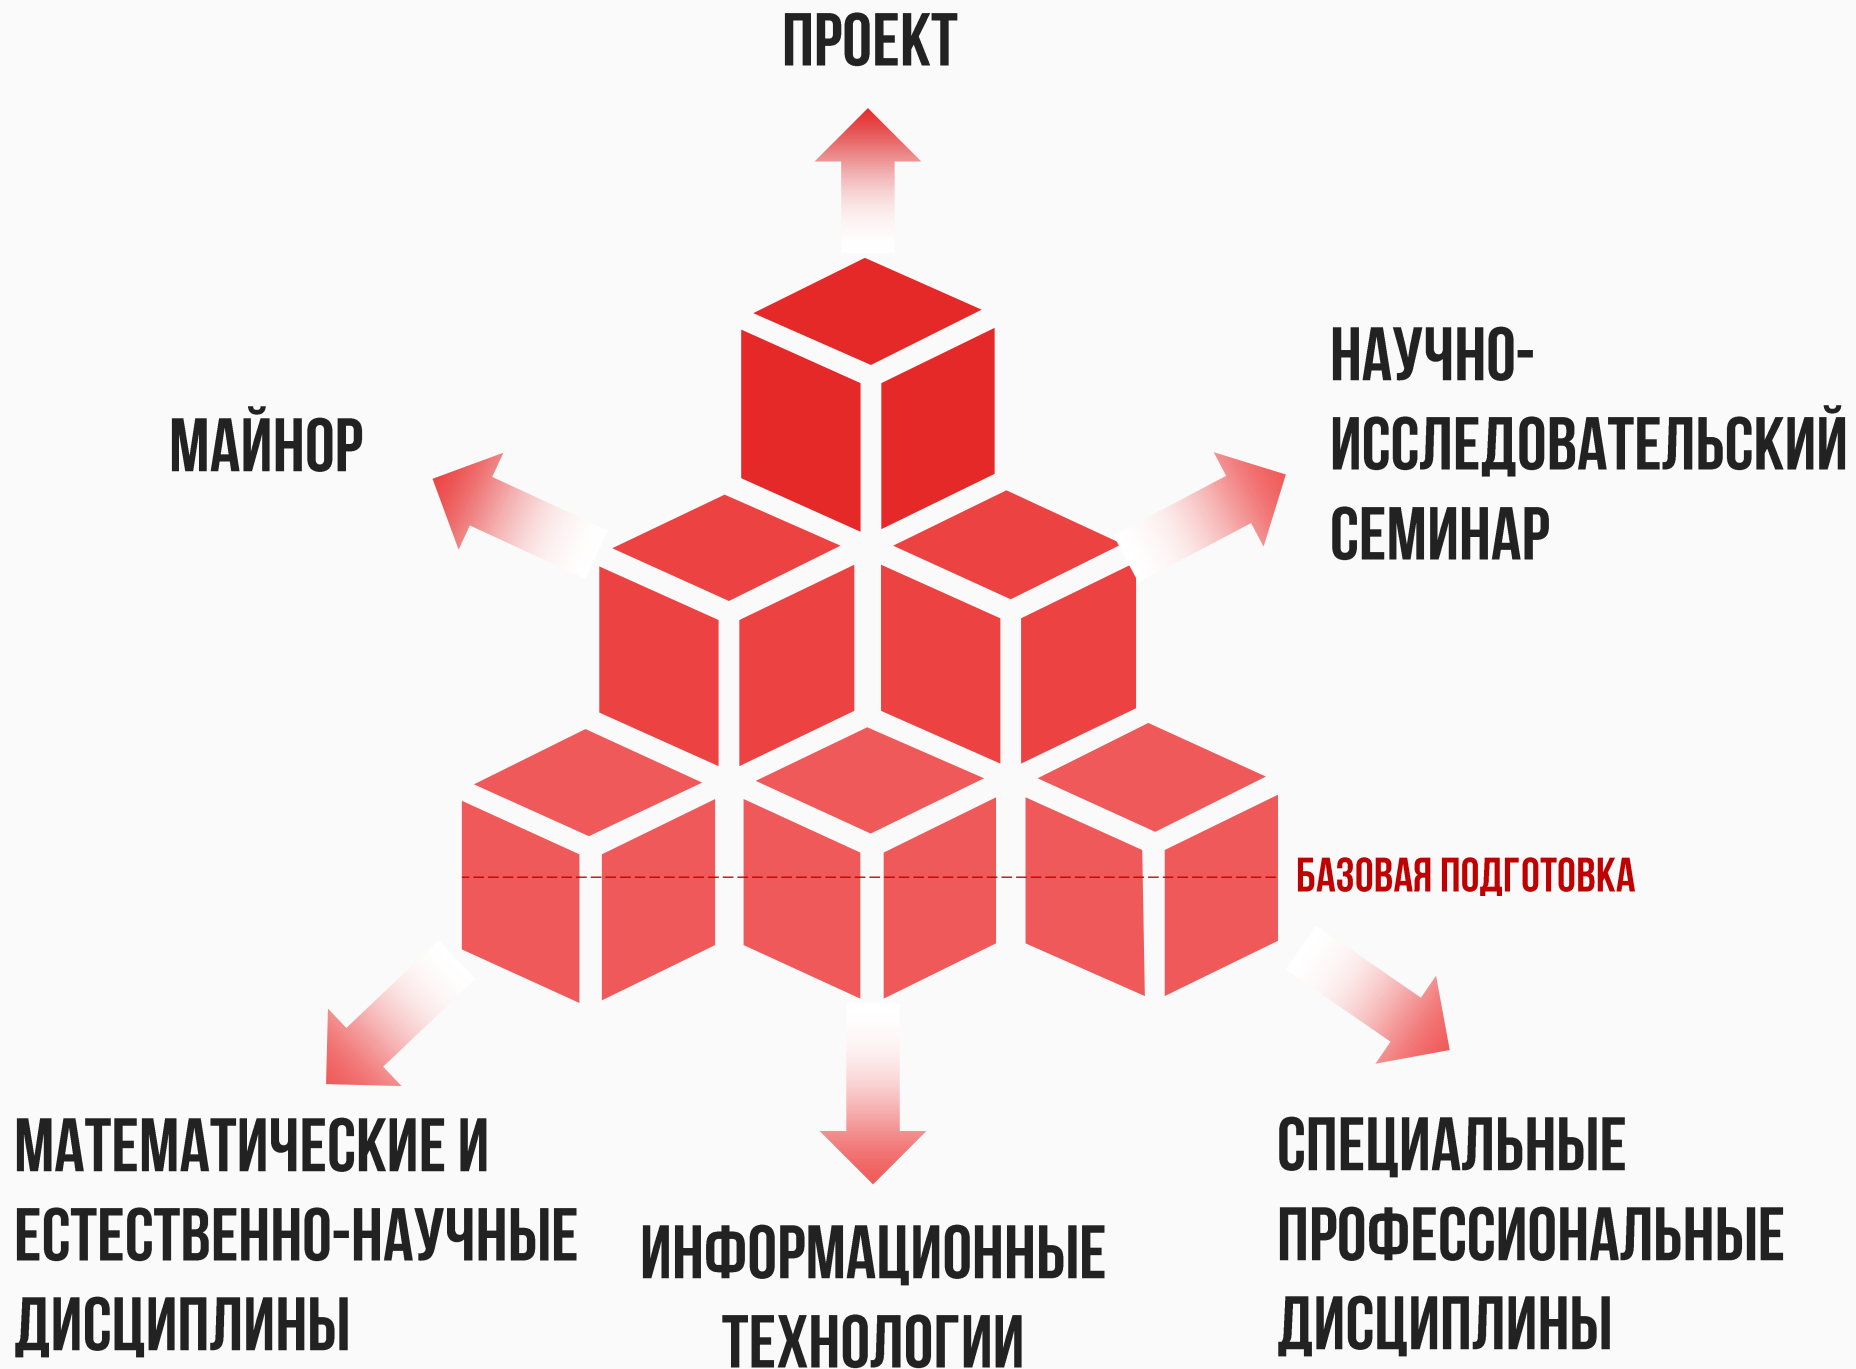 ПРОЕКТ
МАЙНОР
НАУЧНО-
ИССЛЕДОВАТЕЛЬСКИЙ
СЕМИНАР
БАЗОВАЯ ПОДГОТОВКА
МАТЕМАТИЧЕСКИЕ И
ЕСТЕСТВЕННО-НАУЧНЫЕ
ДИСЦИПЛИНЫ
ИНФОРМАЦИОННЫЕ
ТЕХНОЛОГИИ
СПЕЦИАЛЬНЫЕ
ПРОФЕССИОНАЛЬНЫЕ
ДИСЦИПЛИНЫ